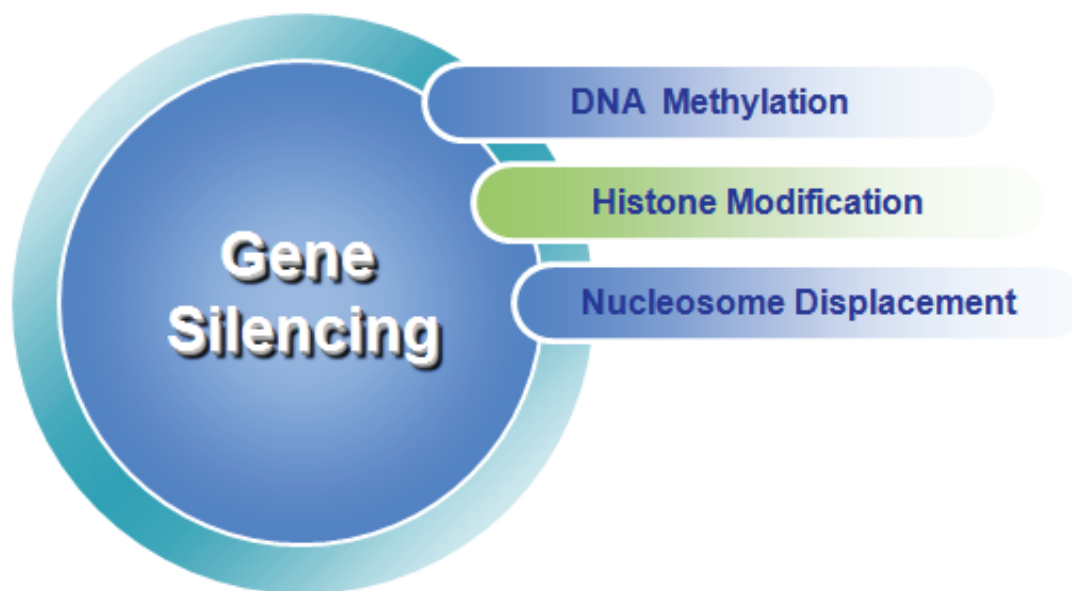 Gene
Silencing
DNA  Methylation
Histone Modification
Nucleosome Displacement